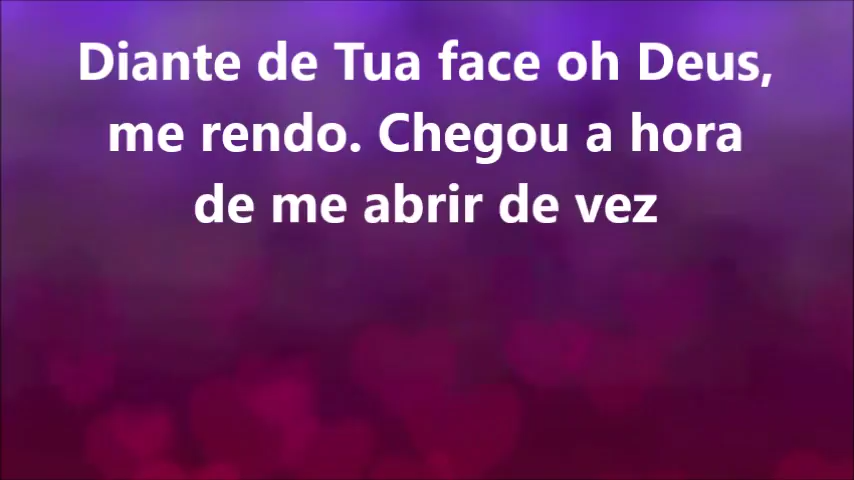 Diante de Tua face oh Deus,
me rendo. Chegou a hora
de me abrir de vez